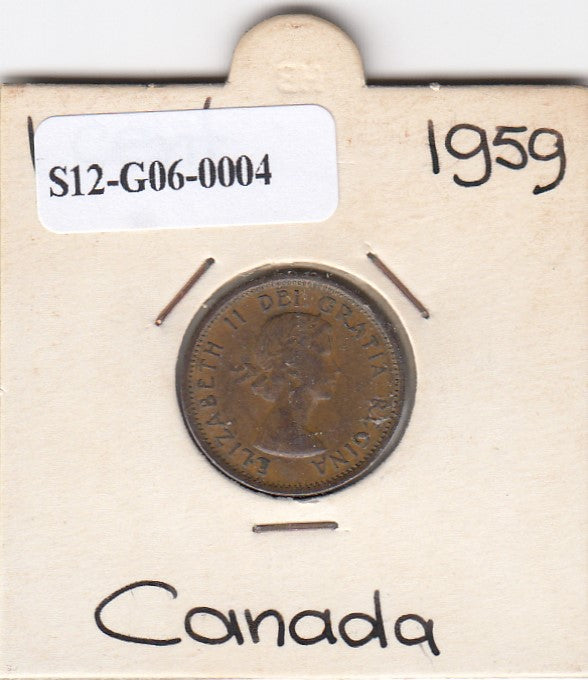 1959
S12-G06-0004
ELIZABETH II DEI GRATIA REGINA
Canada